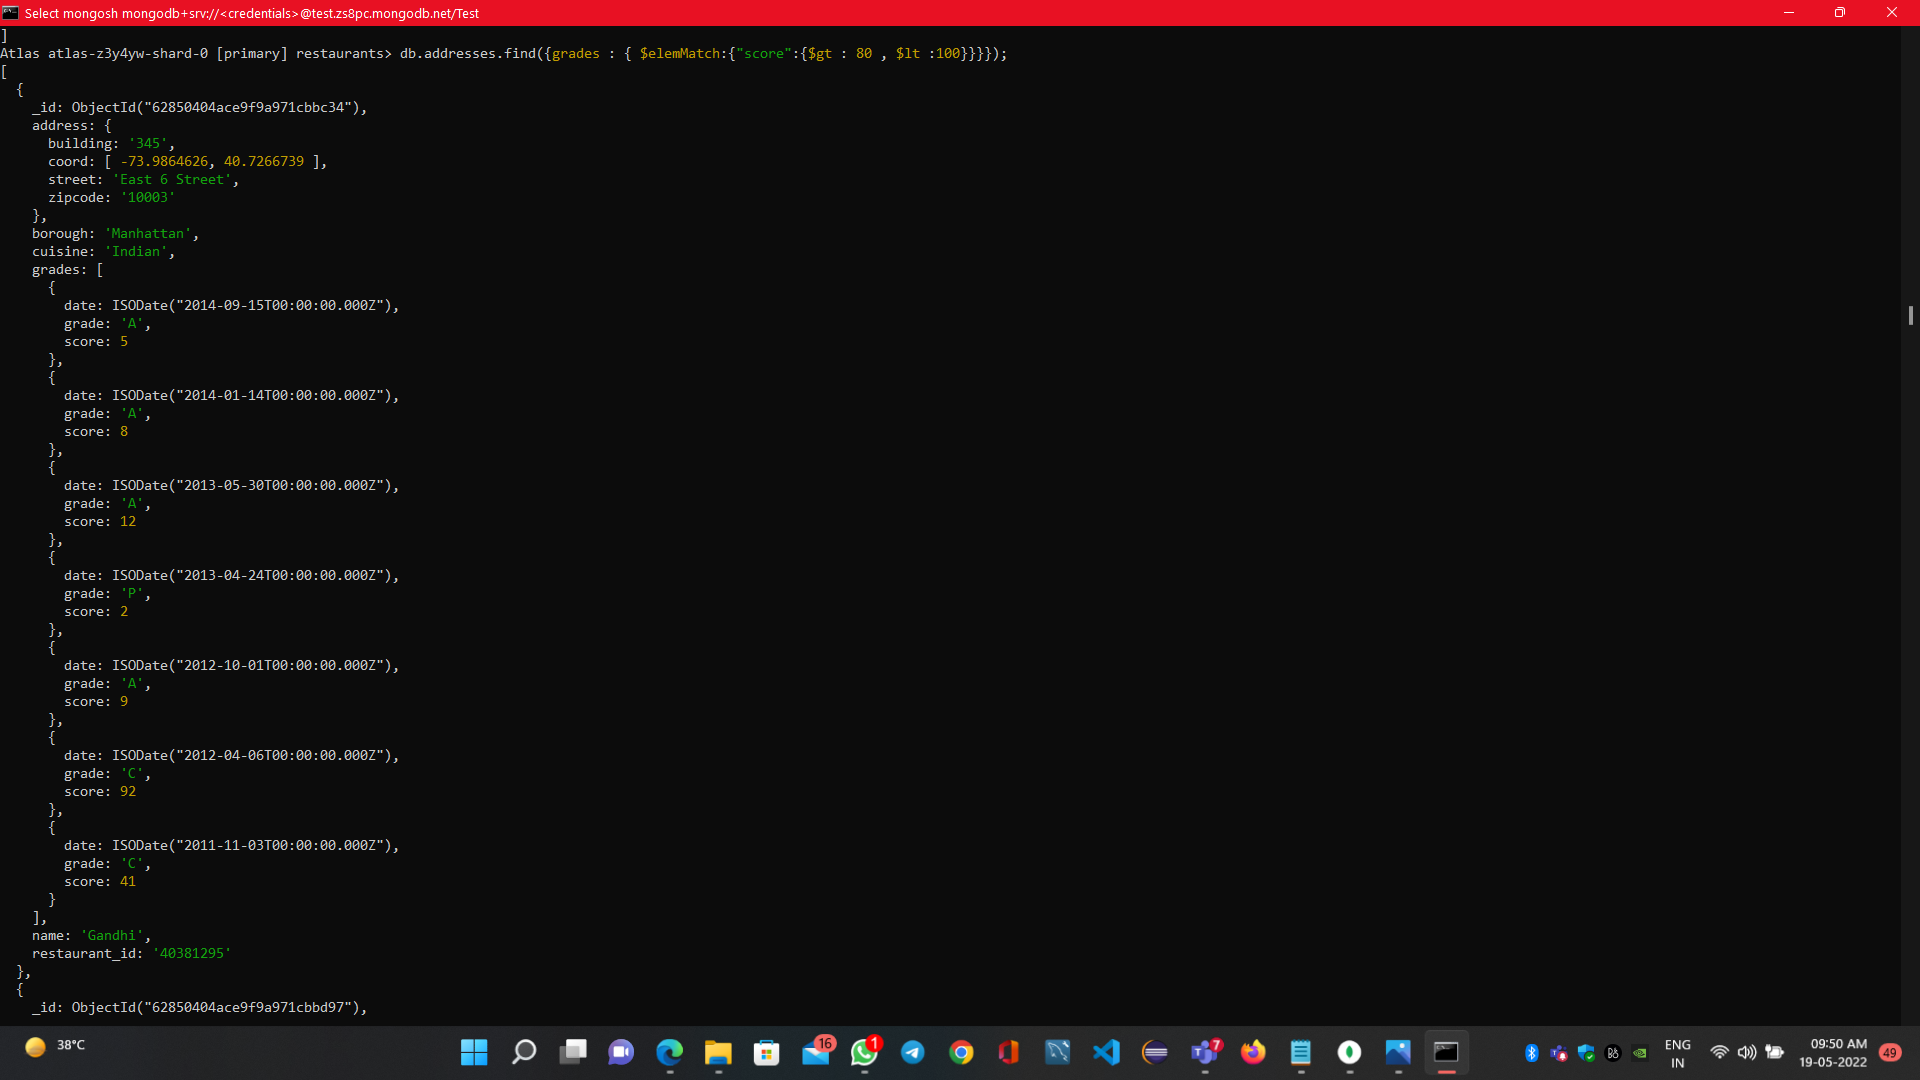 Select mongosh mongodb+srv://<credentials>@test.zs8pc.mongodb.net/Test
]
Atlas atlas-z3y4yw-shard-0 [primary] restaurants> db.addresses.find({grades : { $elemMatch:{"score":{$gt : 80 , $lt :100}}}});
[
  {
    _id: ObjectId("62850404ace9f9a971cbbc34"),
    address: {
      building: '345',
      coord: [ -73.9864626, 40.7266739 ],
      street: 'East 6 Street',
      zipcode: '10003'
    },
    borough: 'Manhattan',
    cuisine: 'Indian',
    grades: [
      {
        date: ISODate("2014-09-15T00:00:00.000Z"),
        grade: 'A',
        score: 5
      },
      {
        date: ISODate("2014-01-14T00:00:00.000Z"),
        grade: 'A',
        score: 8
      },
      {
        date: ISODate("2013-05-30T00:00:00.000Z"),
        grade: 'A',
        score: 12
      },
      {
        date: ISODate("2013-04-24T00:00:00.000Z"),
        grade: 'P',
        score: 2
      },
      {
        date: ISODate("2012-10-01T00:00:00.000Z"),
        grade: 'A',
        score: 9
      },
      {
        date: ISODate("2012-04-06T00:00:00.000Z"),
        grade: 'C',
        score: 92
      },
      {
        date: ISODate("2011-11-03T00:00:00.000Z"),
        grade: 'C',
        score: 41
      }
    ],
    name: 'Gandhi',
    restaurant_id: '40381295'
  },
  {
    _id: ObjectId("62850404ace9f9a971cbbd97"),
38°C
16
1
7
ENG
IN
09:50 AM
19-05-2022
49